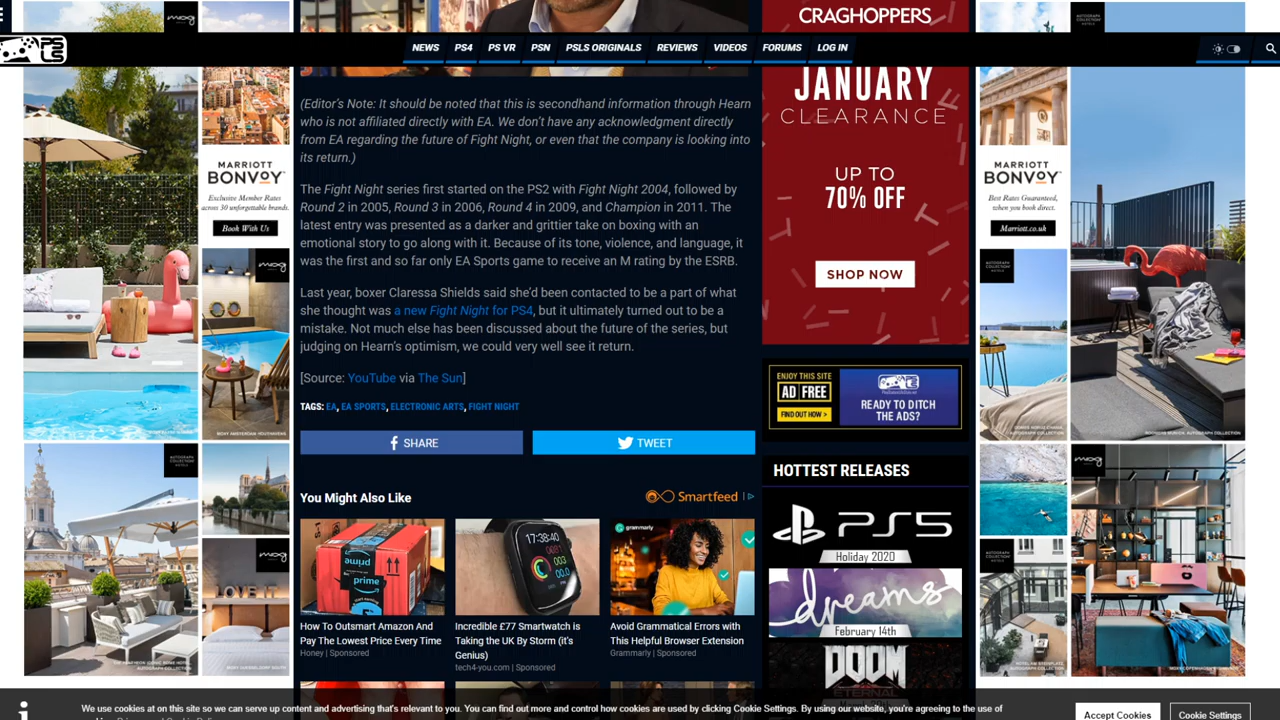 CRAGHOPPERS
NEWS
PS4
PS VR
PSN
PSLS ORIGINALS
REVIEWS
VIDEOS
FORUMS
LOG IN
(Editor's Note: It should be noted that this is secondhand information through Hearn
who is not affiliated directly with EA. We don't have any acknowledgment directly
from EA regarding the future of Fight Night, or even that the company is looking into
its return.)
The Fight Night series first started on the PS2 with Fight Night 2004, followed by
Round 2 in 2005, Round 3 in 2006, Round 4 in 2009, and Champion in 2011. The
latest entry was presented as a darker and grittier take on boxing with an
emotional story to go along with it. Because of its tone, violence, and language, it
was the first and so far only EA Sports game to receive an M rating by the ESRB.
Last year, boxer Claressa Shields said she'd been contacted to be a part of what
she thought was a new Fight Night for PS4, but it ultimately turned out to be a
mistake. Not much else has been discussed about the future of the series, but
judging on Hearn's optimism, we could very well see it return.
[Source: YouTube via The Sun]
TAGS: EA, EA SPORTS, ELECTRONIC ARTS, FIGHT NIGHT
SHARE
TWEET
You Might Also Like
Smartfeed
How To Outsmart Amazon And
Pay The Lowest Price Every Time
Honey | Sponsored
prime
prime
17:38:40
Incredible £77 Smartwatch is
Taking the UK By Storm (it's
Genius)
tech4-you.com | Sponsored
grammarly
Avoid Grammatical Errors with
This Helpful Browser Extension
Grammarly | Sponsored
JANUARY
CLEARANCE
UP TO
70% OFF
SHOP NOW
ENJOY THIS SITE
AD FREE
FIND OUT HOW >
READY TO DITCH
THE ADS?
HOTTEST RELEASES
PS5
Holiday 2020
dreams
February 14th
DOOM
ETERNAL
MARRIOTT
BONVOY
Exclusive Member Rates
across 30 unforgettable brands.
Book With Us
MARRIOTT
BONVOY
Best Rates Guaranteed,
when you book direct.
Marriott.co.uk
We use cookies at on this site so we can serve up content and advertising that's relevant to you. You can find out more and control how cookies are used by clicking Cookie Settings. By using our website, you're agreeing to the use of
Accept Cookies
Cookie Settings